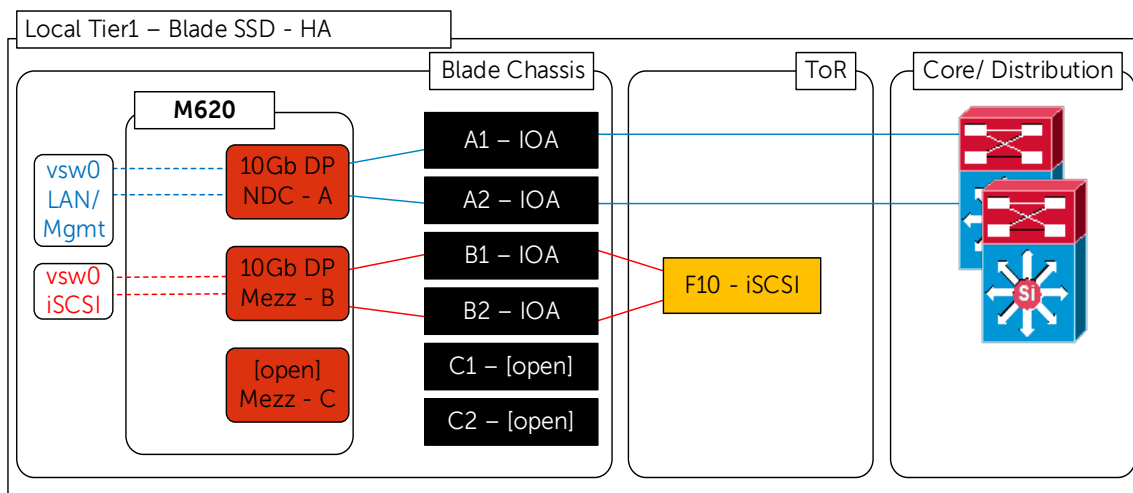 Local Tier1 – Blade SSD - HA
Blade Chassis
ToR
Core/ Distribution
M620
vsw0
LAN/
Mgmt
10Gb DP
NDC - A
A1 – IOA
A2 – IOA
vsw0
iSCSI
10Gb DP
Mezz - B
B1 – IOA
B2 – IOA
F10 - iSCSI
Si
[open]
Mezz - C
C1 – [open]
C2 – [open]